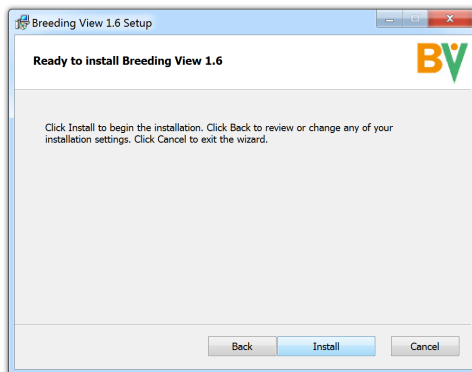 Breeding View 1.6 Setup
Ready to install Breeding View 1.6
BV
Click Install to begin the installation. Click Back to review or change any of your
installation settings. Click Cancel to exit the wizard.
Back Install Cancel